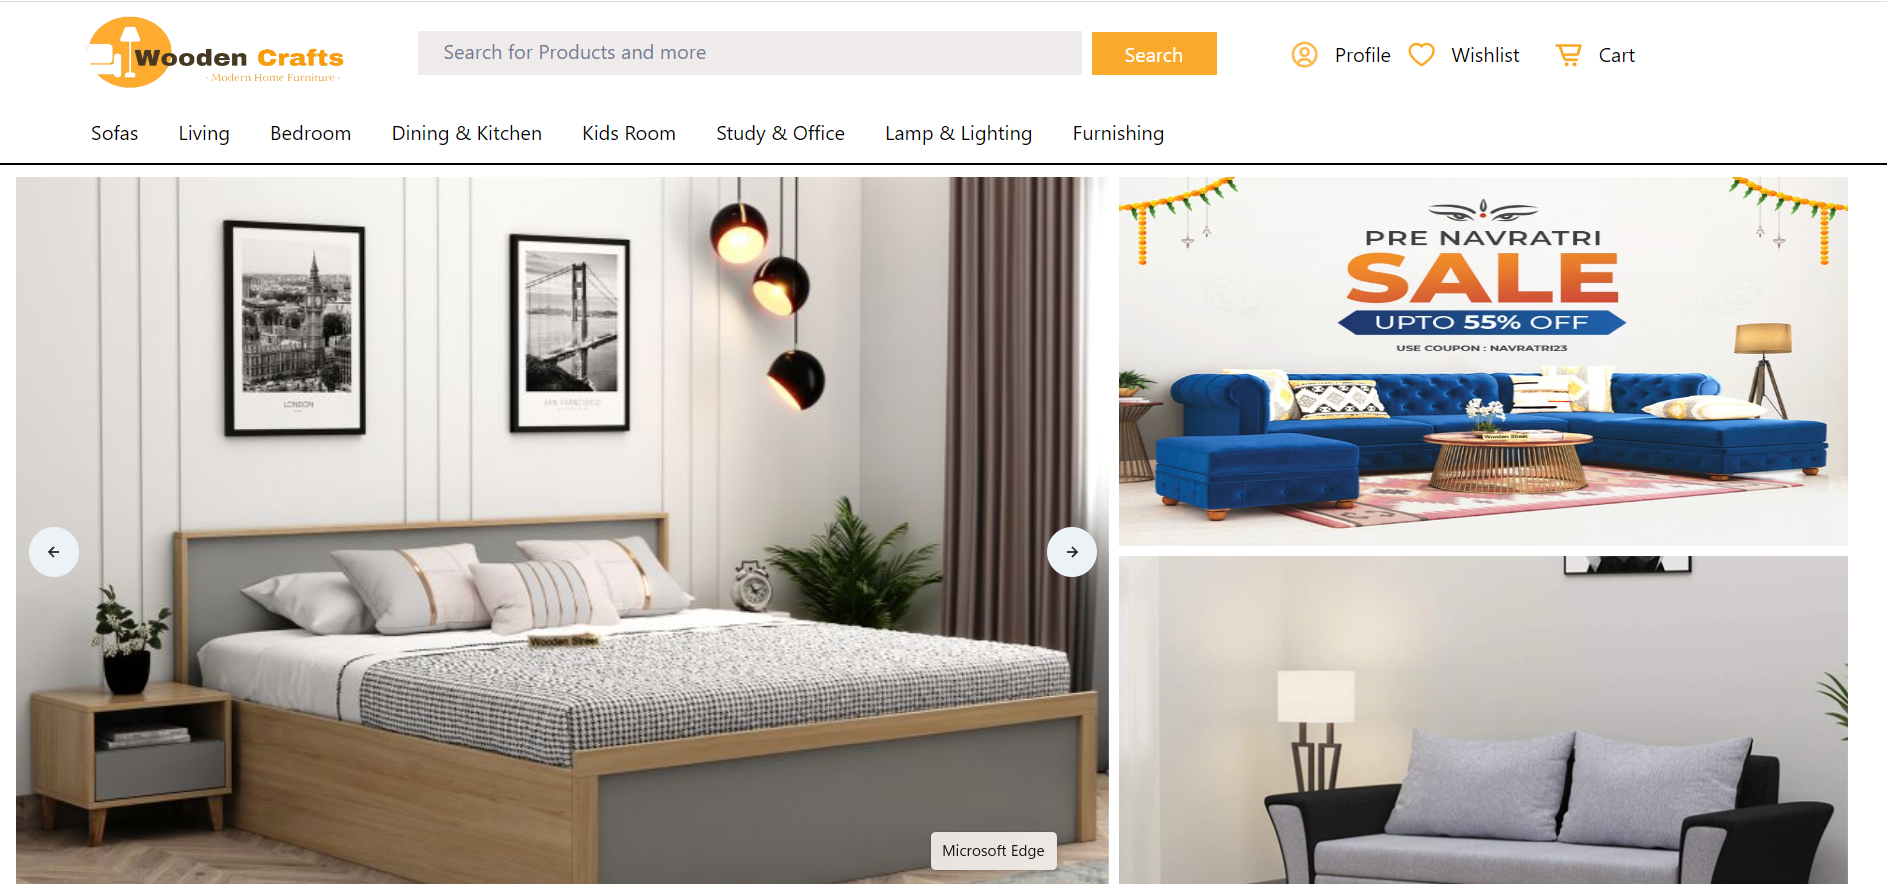 Wooden Crafts
- Modern Home Furniture -
Search for Products and more
Search
Profile
Wishlist
Cart
Sofas
Living
Bedroom
Dining & Kitchen
Kids Room
Study & Office
Lamp & Lighting
Furnishing
LONDON
SAN FRANCISCO
Wooden Street
Microsoft Edge
PRE NAVRATRI
SALE
UPTO 55% OFF
USE COUPON : NAVRATRI23
Wooden Street